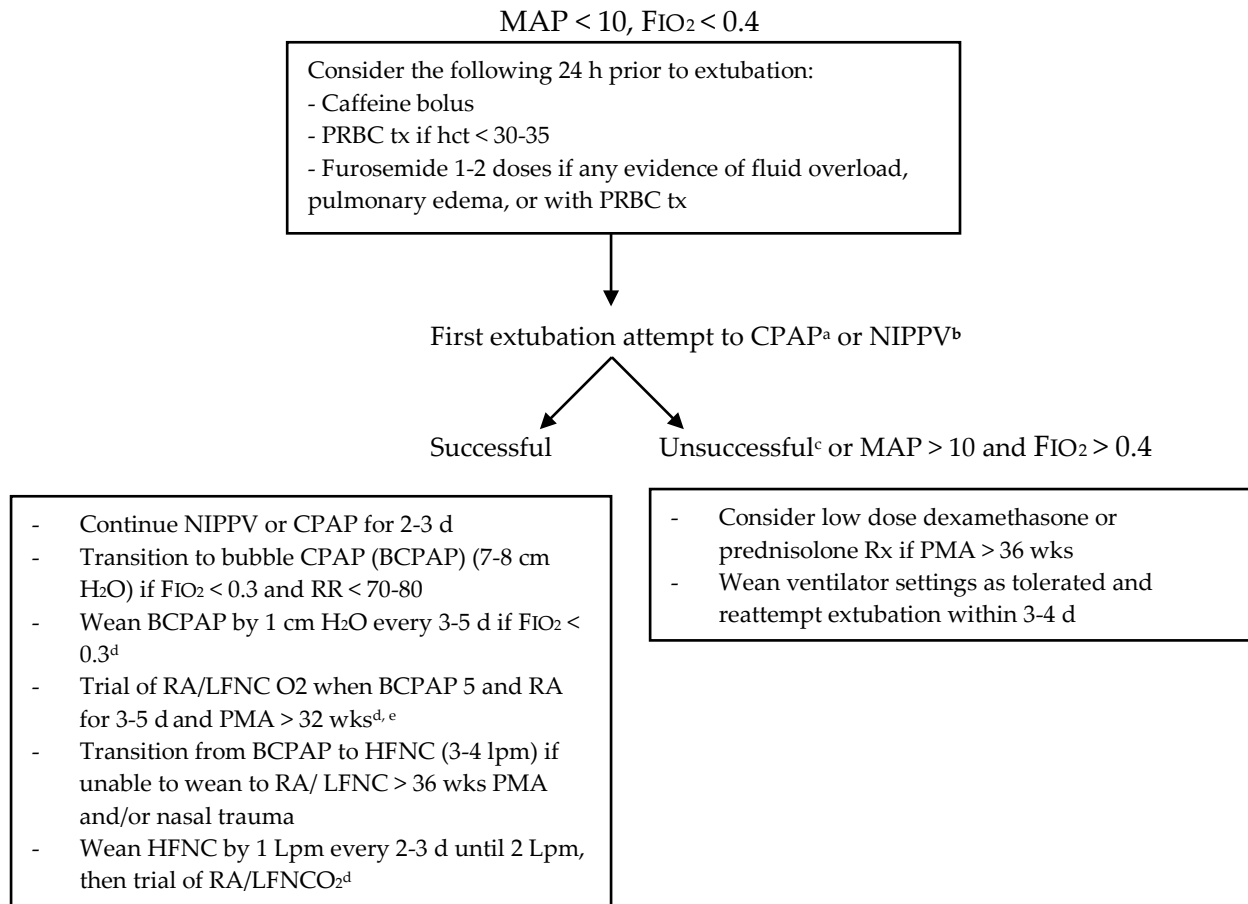 MAP < 10, FIO₂ < 0.4
Consider the following 24 h prior to extubation:
- Caffeine bolus
- PRBC tx if hct < 30-35
- Furosemide 1-2 doses if any evidence of fluid overload,
pulmonary edema, or with PRBC tx
First extubation attempt to CPAPᵃ or NIPPVᵇ
Successful
Unsuccessfulᶜ or MAP > 10 and FIO₂ > 0.4
- Continue NIPPV or CPAP for 2-3 d
- Transition to bubble CPAP (BCPAP) (7-8 cm
H₂O) if FIO₂ < 0.3 and RR < 70-80
- Wean BCPAP by 1 cm H₂O every 3-5 d if FIO₂ <
0.3ᵈ
- Trial of RA/LFNC O2 when BCPAP 5 and RA
for 3-5 d and PMA > 32 wksᵈ, ᵉ
- Transition from BCPAP to HFNC (3-4 lpm) if
unable to wean to RA/ LFNC > 36 wks PMA
and/or nasal trauma
- Wean HFNC by 1 Lpm every 2-3 d until 2 Lpm,
then trial of RA/LFNCO₂ᵈ
- Consider low dose dexamethasone or
prednisolone Rx if PMA > 36 wks
- Wean ventilator settings as tolerated and
reattempt extubation within 3-4 d